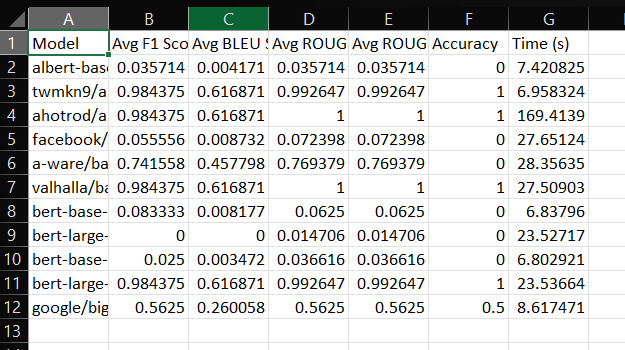 A B C D E F G
1 Model Avg F1 Sco Avg BLEU S Avg ROUG Avg ROUG Accuracy Time (s)
2 albert-bas 0.035714 0.004171 0.035714 0.035714 0 7.420825
3 twmkn9/a 0.984375 0.616871 0.992647 0.992647 1 6.958324
4 ahotrod/a 0.984375 0.616871 1 1 1 169.4139
5 facebook/ 0.055556 0.008732 0.072398 0.072398 0 27.65124
6 a-ware/ba 0.741558 0.457798 0.769379 0.769379 0 28.35635
7 valhalla/ba 0.984375 0.616871 1 1 1 27.50903
8 bert-base- 0.083333 0.008177 0.0625 0.0625 0 6.83796
9 bert-large- 0 0 0.014706 0.014706 0 23.52717
10 bert-base- 0.025 0.003472 0.036616 0.036616 0 6.802921
11 bert-large- 0.984375 0.616871 0.992647 0.992647 1 23.53664
12 google/big 0.5625 0.260058 0.5625 0.5625 0.5 8.617471
13